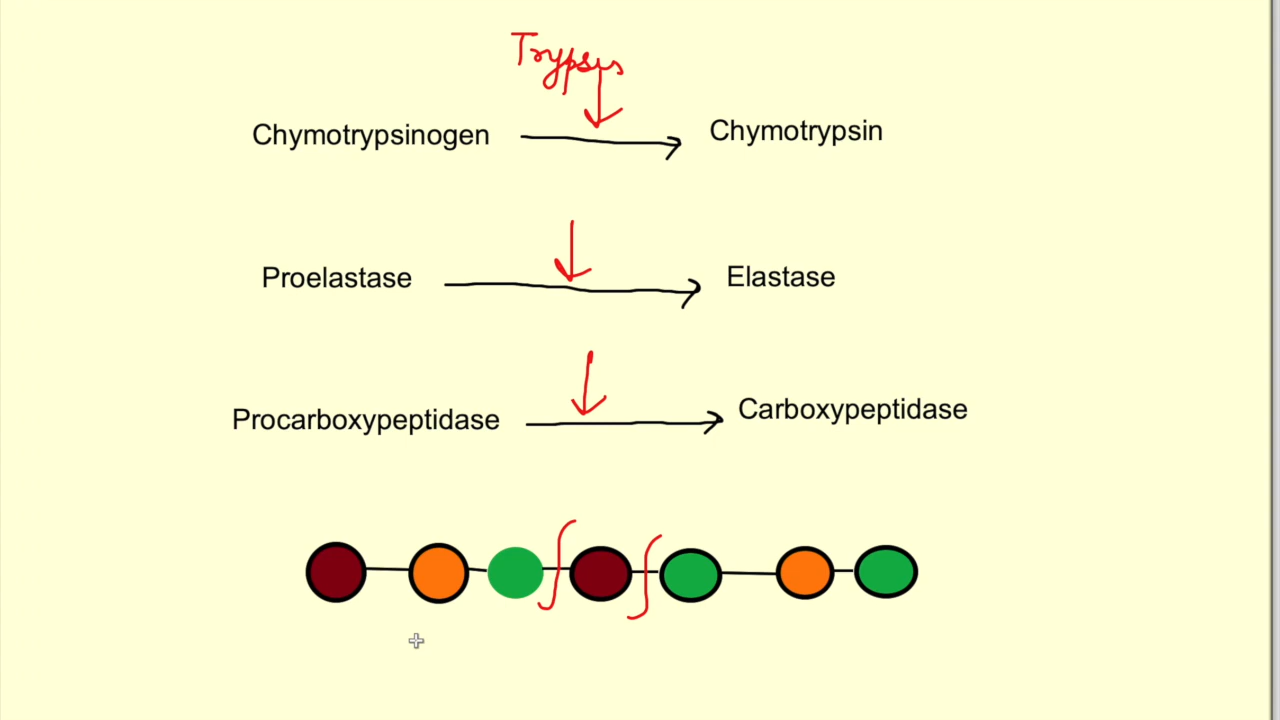 Trypsin
Chymotrypsinogen Chymotrypsin
Proelastase Elastase
Procarboxypeptidase Carboxypeptidase